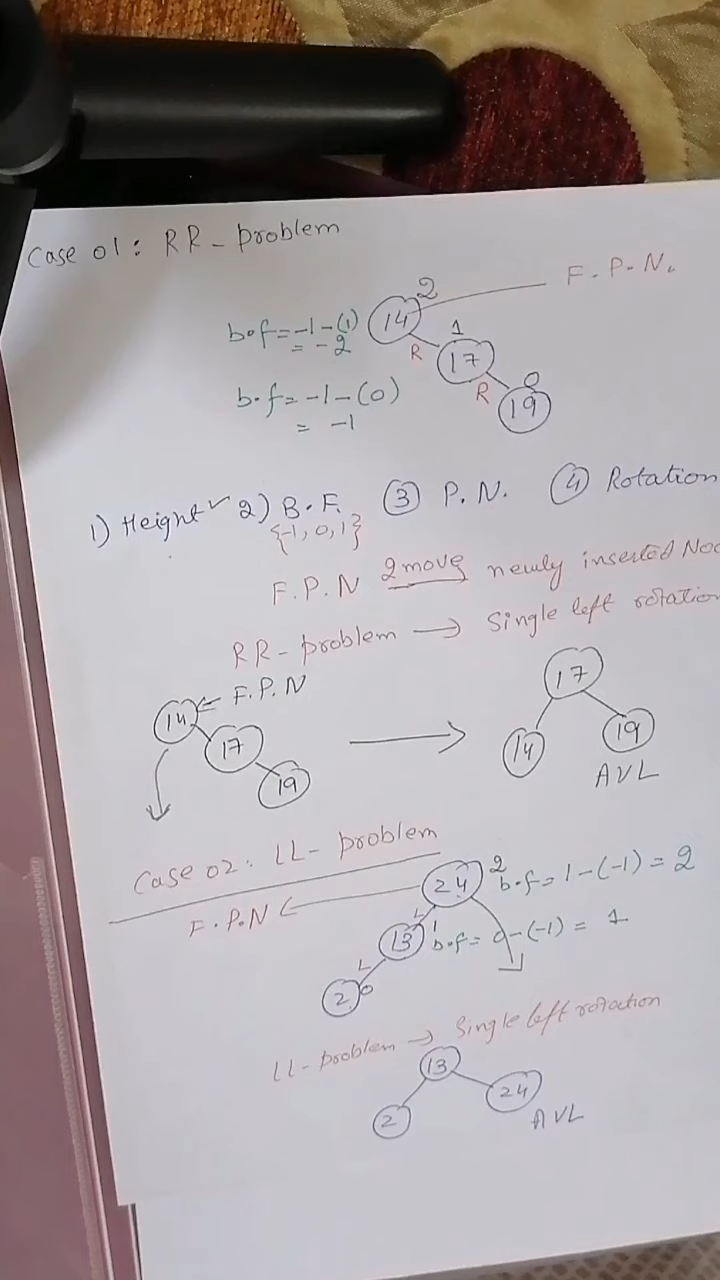 Case 01: RR - problem
F.P.N.
2
b.f = -1-(1)
= -2
14
R
1
17
b.f = -1-(0)
= -1
R
0
19
1) Height ✓ 2) B.F. ③ P.N. ④ Rotation
{-1, 0, 1}
F.P.N 2 move newly inserted
RR - problem → Single left rotation
14 ← F.P.N
17
19
→
17
14
19
AVL
Case 02: LL - problem
F.P.N
24
2
b.f = 1-(-1) = 2
L
13
1
b.f = 0-(-1) = 1
L
2
0
LL - problem → Single left rotation
13
2
24
AVL